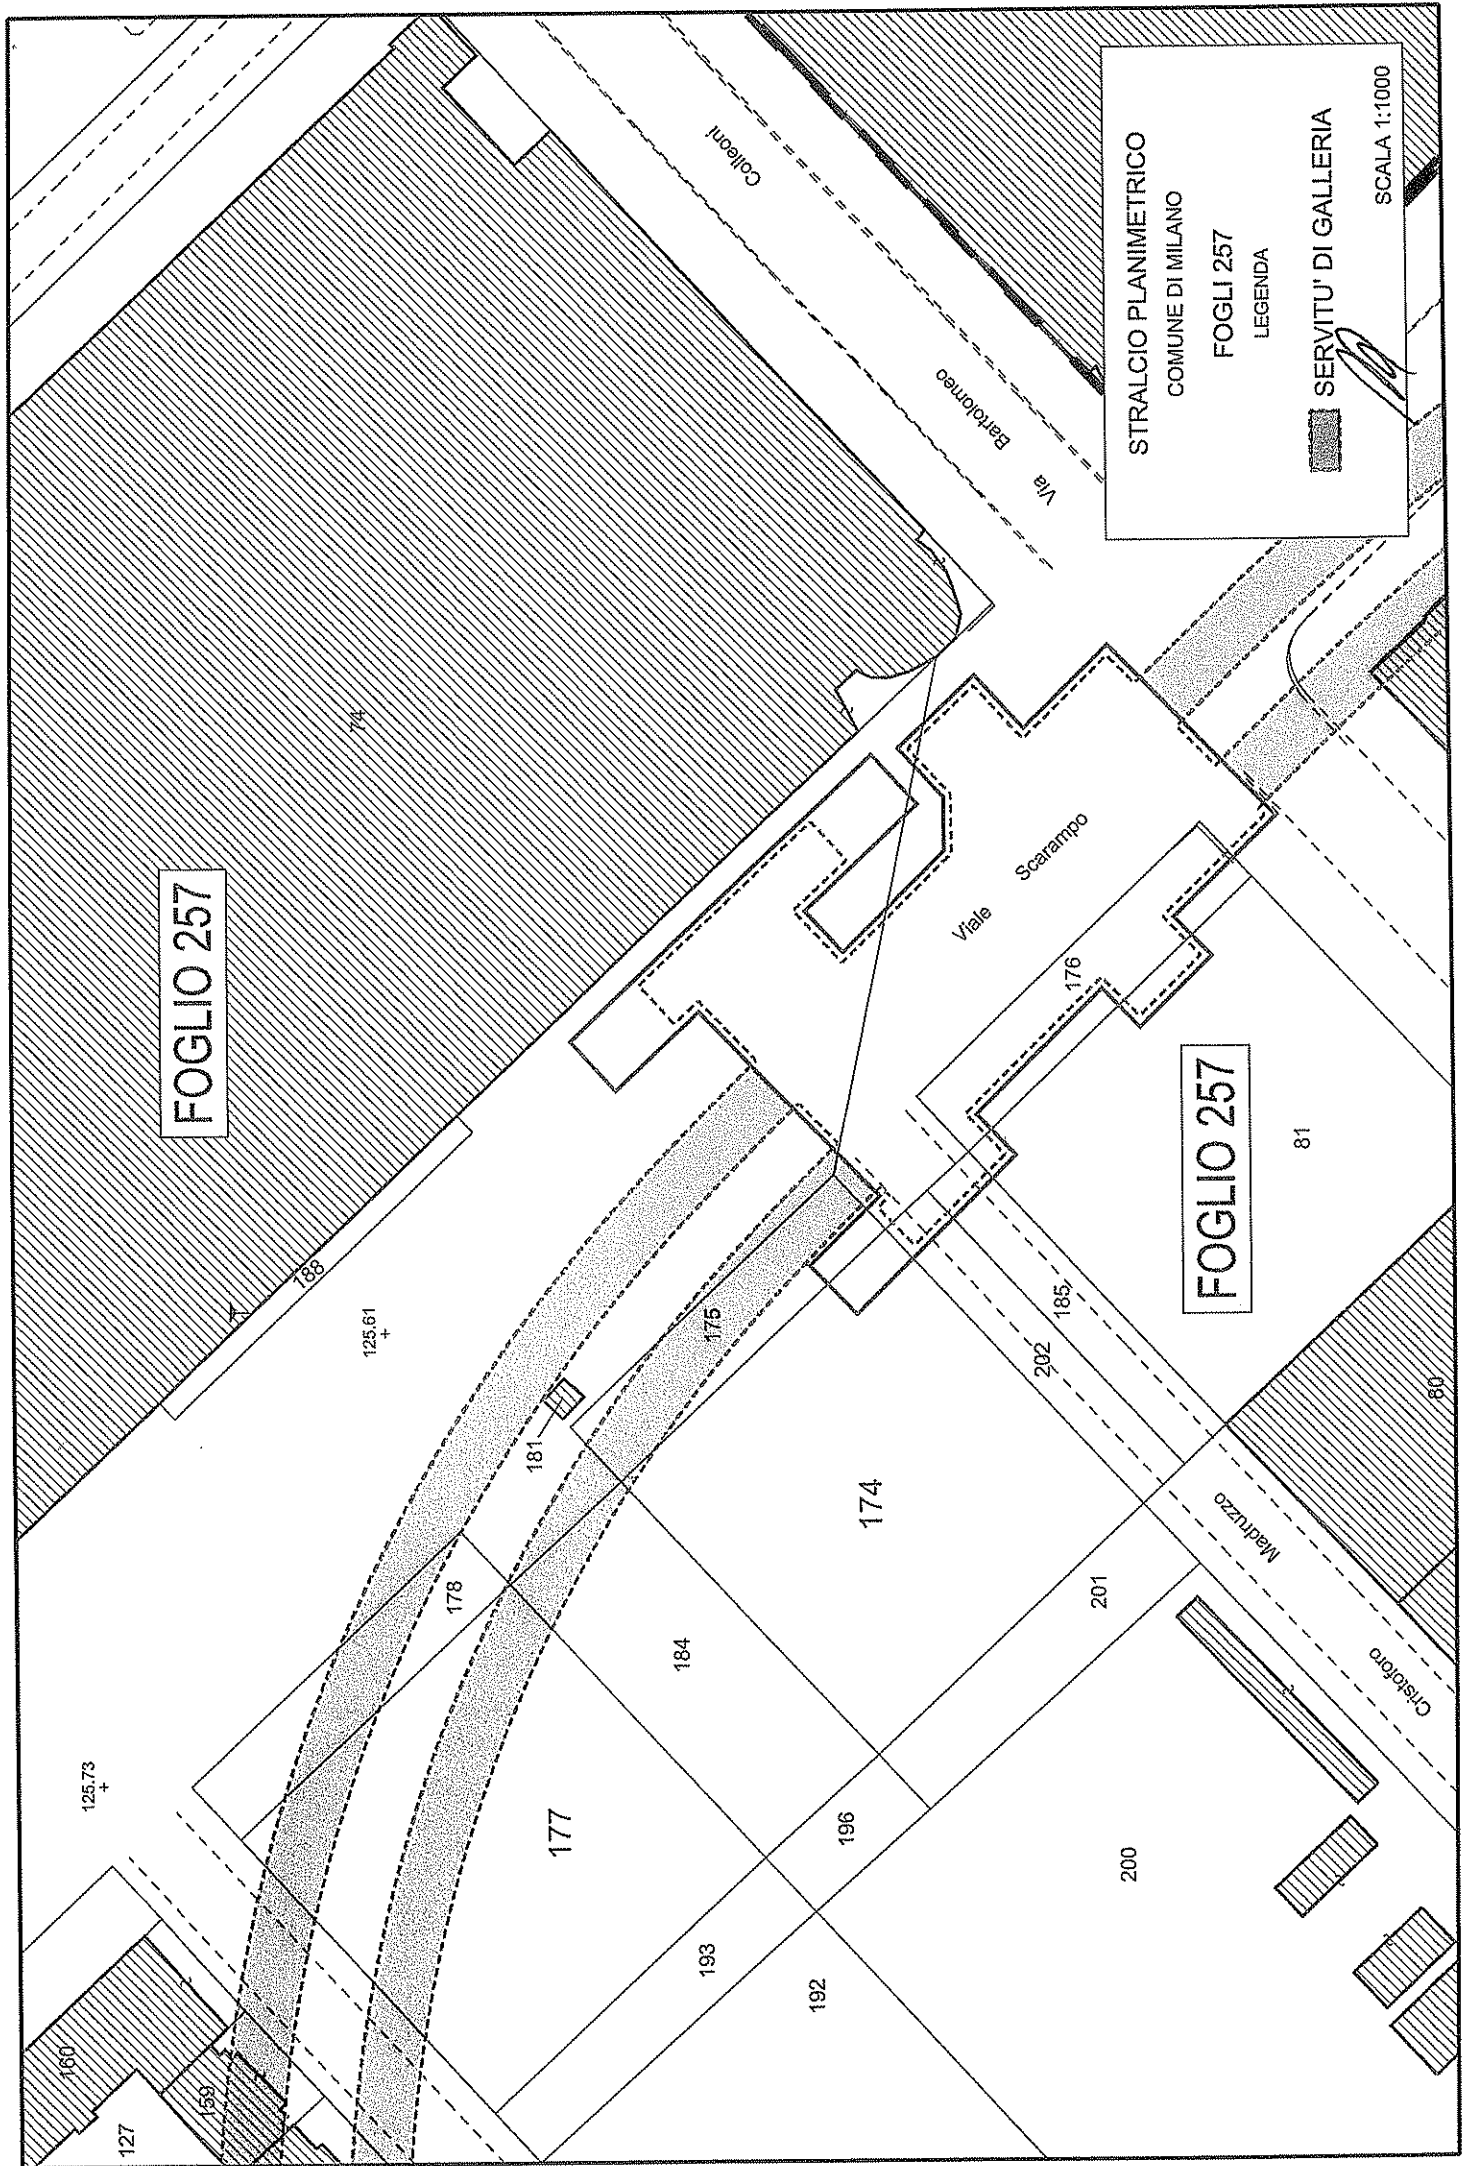 FOGLIO 257
74
188
125.61
+
125.73
+
160
159
127
181
178
175
177
184
174
193
192
196
200
201
202
185
176
81
80
FOGLIO 257
Viale Scarampo
Via Bartolomeo Colleoni
Cristoforo Madruzzo
STRALCIO PLANIMETRICO
COMUNE DI MILANO
FOGLI 257
LEGENDA
SERVITU' DI GALLERIA
SCALA 1:1000